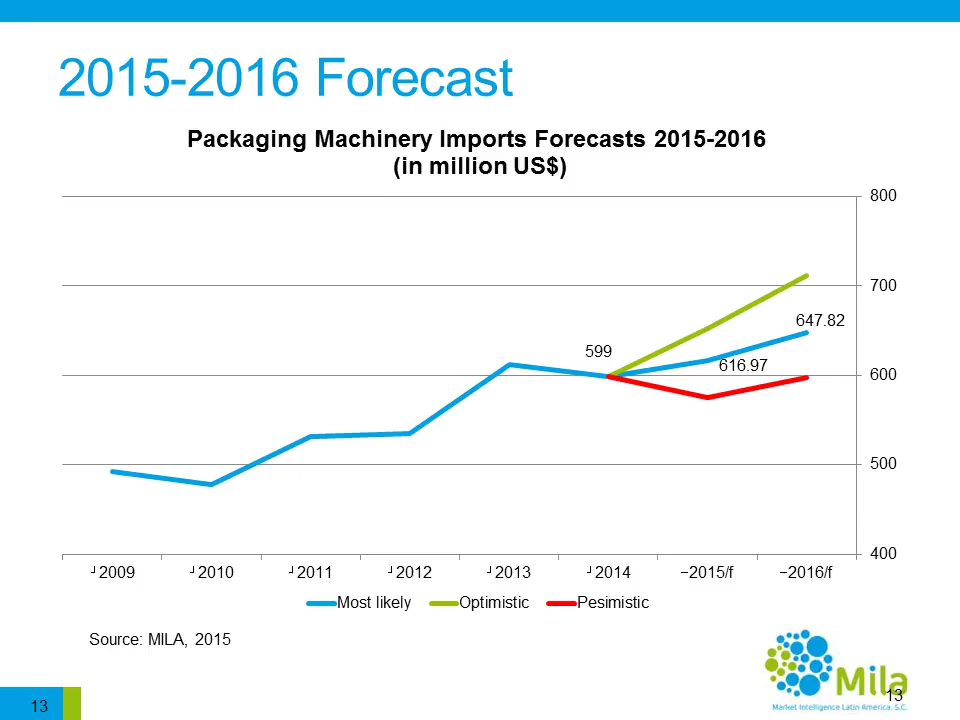 2015-2016 Forecast
Packaging Machinery Imports Forecasts 2015-2016
(in million US$)
800
700
647.82
599
616.97
600
500
400
2009 2010 2011 2012 2013 2014 −2015/f −2016/f
Most likely Optimistic Pesimistic
Source: MILA, 2015
Mila
13
Market Intelligence Latin America, S.C.
13